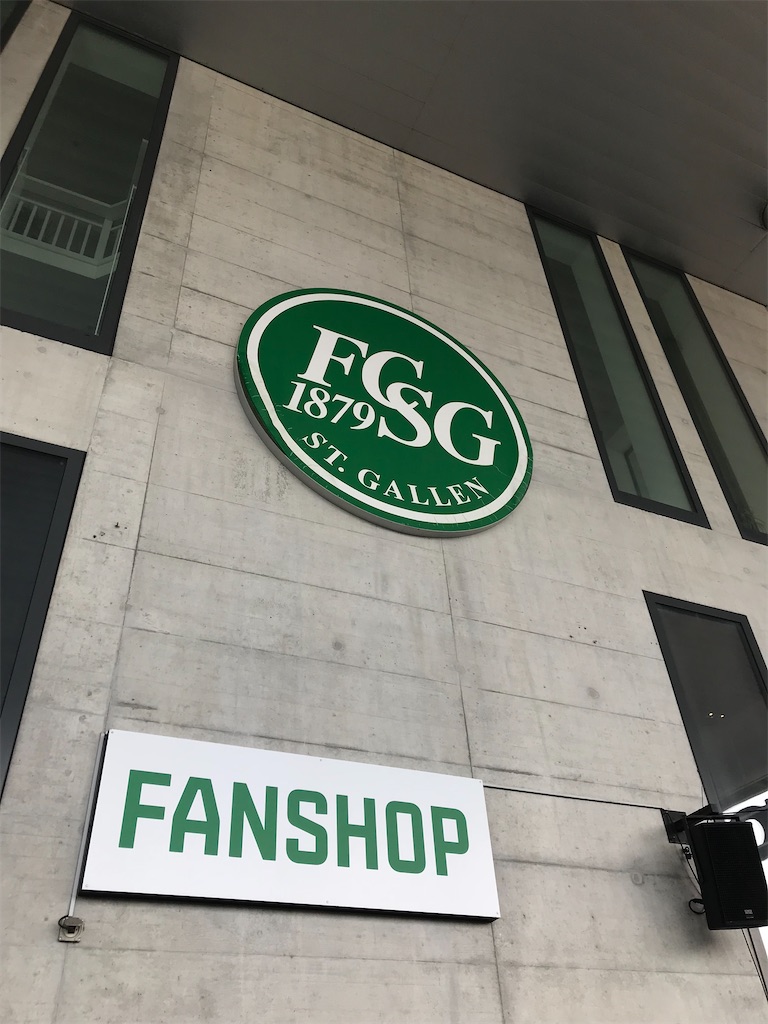 FCSG
1879
ST. GALLEN
FANSHOP